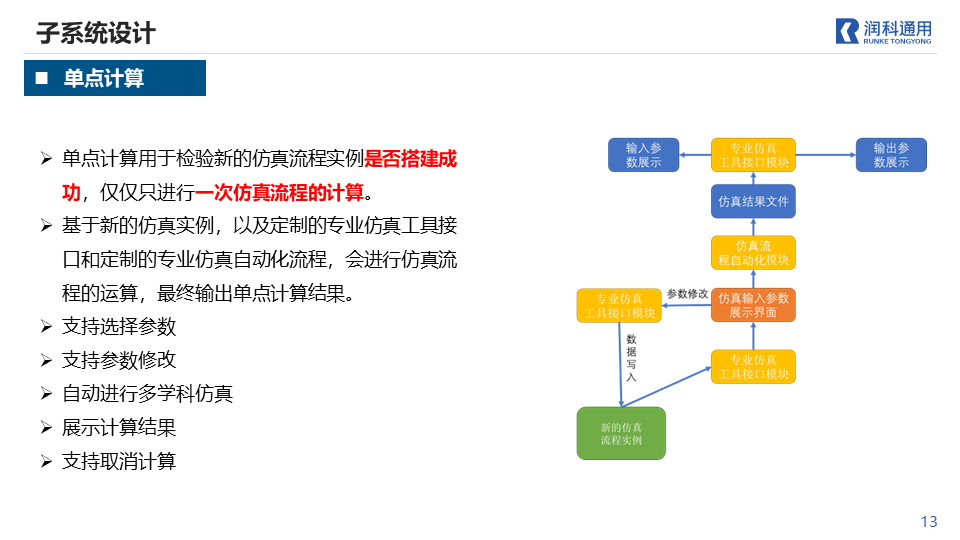 子系统设计
润科通用
RUNKE TONGYONG
■ 单点计算
➢ 单点计算用于检验新的仿真流程实例是否搭建成
功，仅仅只进行一次仿真流程的计算。
➢ 基于新的仿真实例，以及定制的专业仿真工具接
口和定制的专业仿真自动化流程，会进行仿真流
程的运算，最终输出单点计算结果。
➢ 支持选择参数
➢ 支持参数修改
➢ 自动进行多学科仿真
➢ 展示计算结果
➢ 支持取消计算
输入参
数展示
专业仿真
工具接口模块
输出参
数展示
仿真结果文件
仿真流
程自动化模块
专业仿真
工具接口模块
参数修改
仿真输入参数
展示界面
数
据
写
入
专业仿真
工具接口模块
新的仿真
流程实例
13